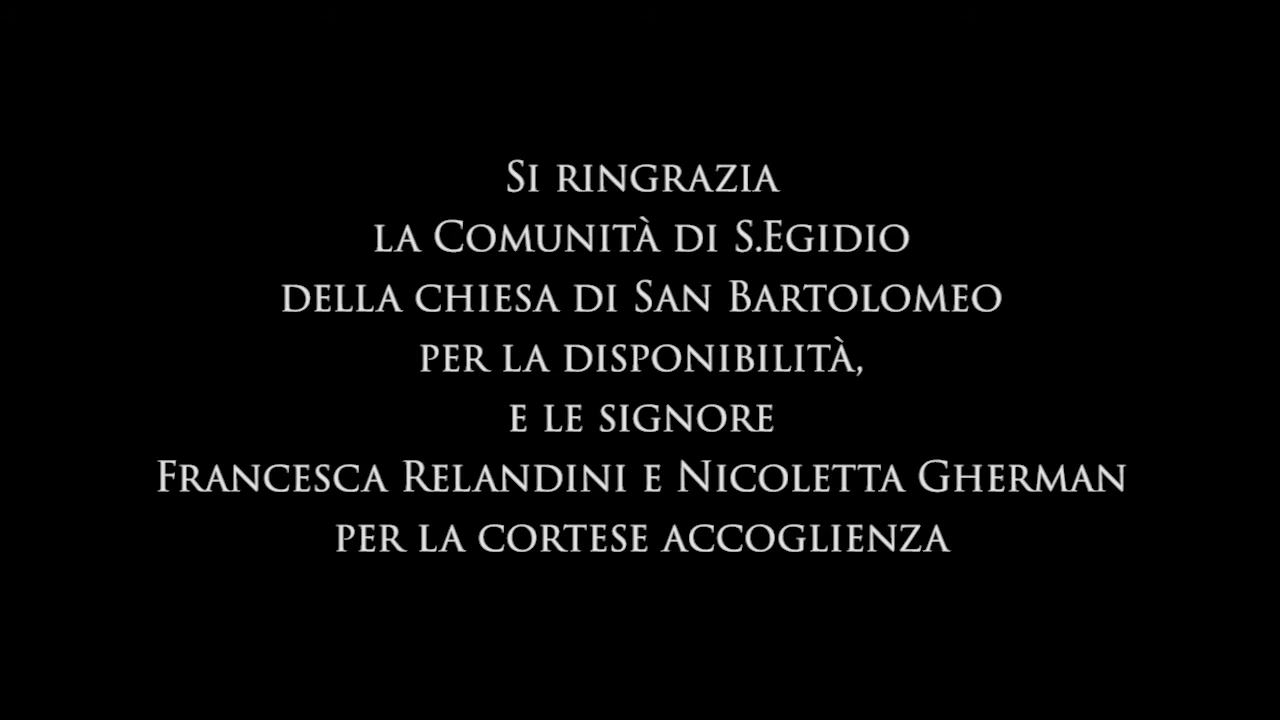 Si ringrazia
la Comunità di S.Egidio
della chiesa di San Bartolomeo
per la disponibilità,
e le signore
Francesca Relandini e Nicoletta Gherman
per la cortese accoglienza